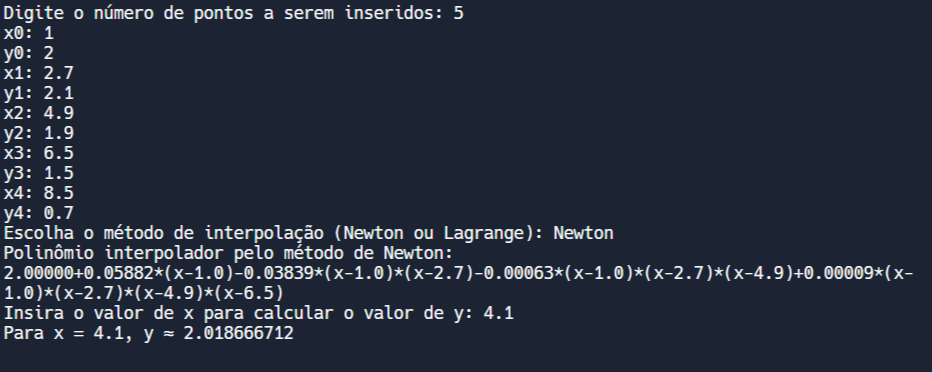 Digite o número de pontos a serem inseridos: 5
x0: 1
y0: 2
x1: 2.7
y1: 2.1
x2: 4.9
y2: 1.9
x3: 6.5
y3: 1.5
x4: 8.5
y4: 0.7
Escolha o método de interpolação (Newton ou Lagrange): Newton
Polinômio interpolador pelo método de Newton:
2.00000+0.05882*(x-1.0)-0.03839*(x-1.0)*(x-2.7)-0.00063*(x-1.0)*(x-2.7)*(x-4.9)+0.00009*(x-
1.0)*(x-2.7)*(x-4.9)*(x-6.5)
Insira o valor de x para calcular o valor de y: 4.1
Para x = 4.1, y ≈ 2.018666712